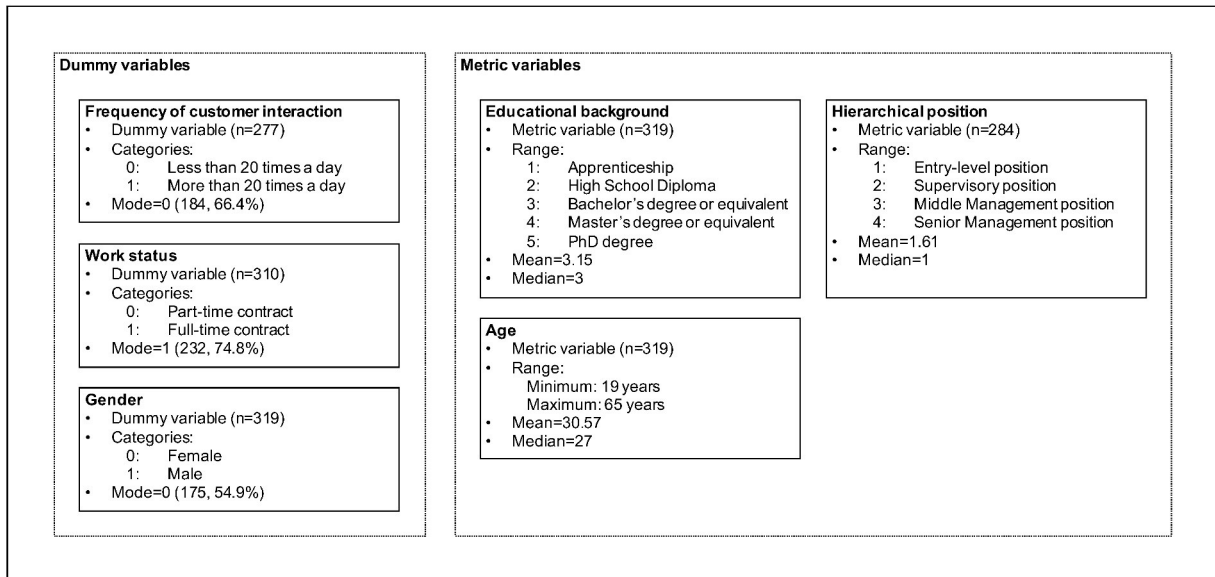 Dummy variables
Frequency of customer interaction
• Dummy variable (n=277)
• Categories:
0: Less than 20 times a day
1: More than 20 times a day
• Mode=0 (184, 66.4%)
Work status
• Dummy variable (n=310)
• Categories:
0: Part-time contract
1: Full-time contract
• Mode=1 (232, 74.8%)
Gender
• Dummy variable (n=319)
• Categories:
0: Female
1: Male
• Mode=0 (175, 54.9%)
Metric variables
Educational background
• Metric variable (n=319)
• Range:
1: Apprenticeship
2: High School Diploma
3: Bachelor's degree or equivalent
4: Master's degree or equivalent
5: PhD degree
• Mean=3.15
• Median=3
Age
• Metric variable (n=319)
• Range:
Minimum: 19 years
Maximum: 65 years
• Mean=30.57
• Median=27
Hierarchical position
• Metric variable (n=284)
• Range:
1: Entry-level position
2: Supervisory position
3: Middle Management position
4: Senior Management position
• Mean=1.61
• Median=1